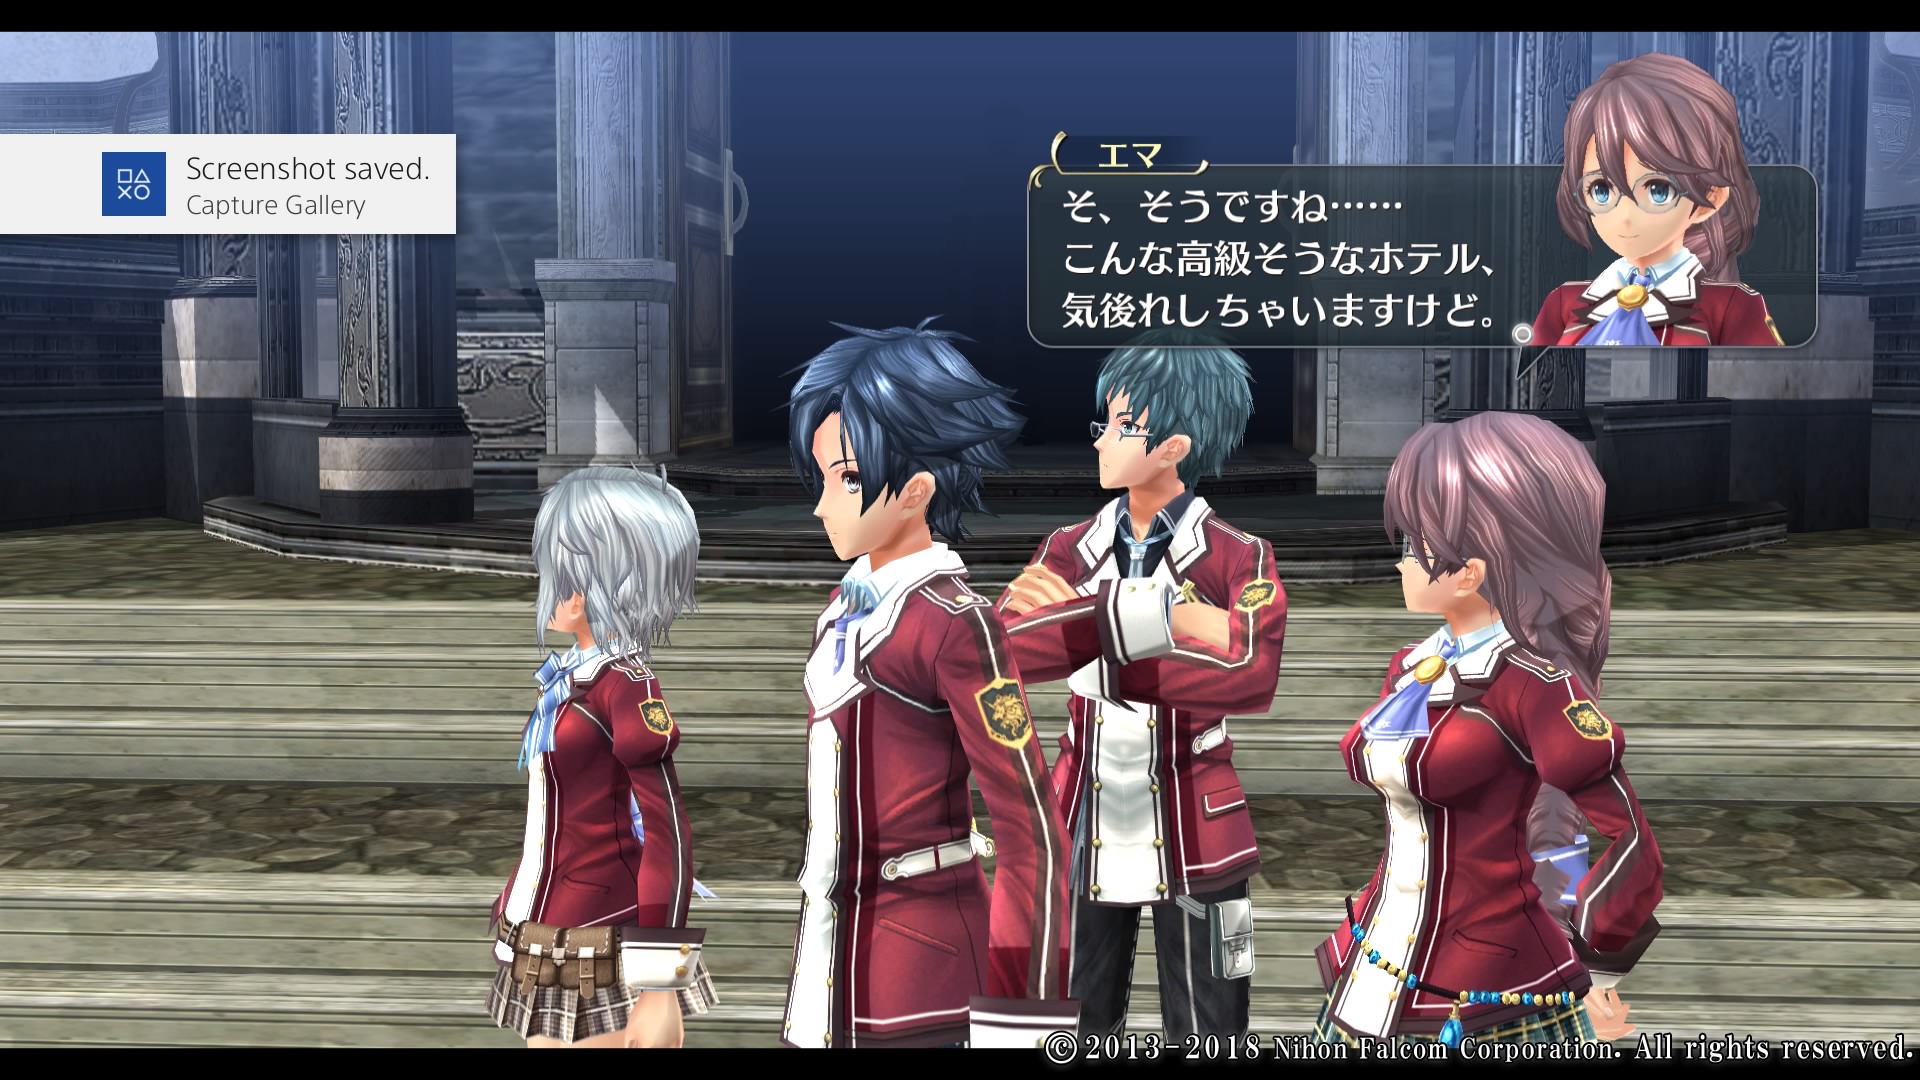 Screenshot saved.
Capture Gallery
エマ
そ、そうですね……
こんな高級そうなホテル、
気後れしちゃいますけど。
©2013-2018 Nihon Falcom Corporation. All rights reserved.